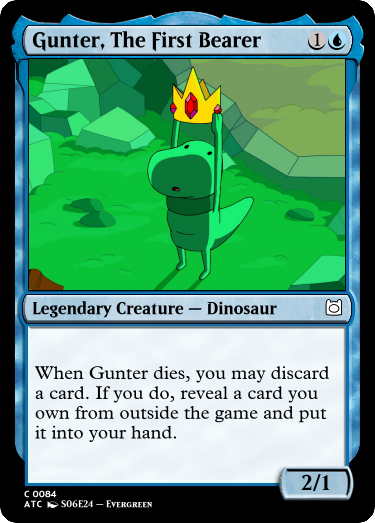 Gunter, The First Bearer 1
Legendary Creature — Dinosaur
When Gunter dies, you may discard
a card. If you do, reveal a card you
own from outside the game and put
it into your hand.
2/1
C 0084
ATC S06E24 – Evergreen